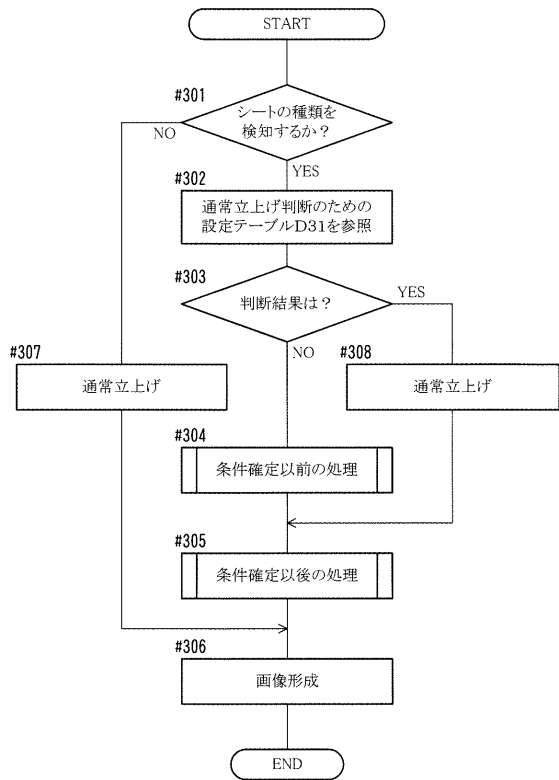 START
#301
シートの種類を
検知するか？
NO
YES
#302
通常立上げ判断のための
設定テーブルD31を参照
#303
判断結果は？
YES
NO
#307
通常立上げ
#308
通常立上げ
#304
条件確定以前の処理
#305
条件確定以後の処理
#306
画像形成
END